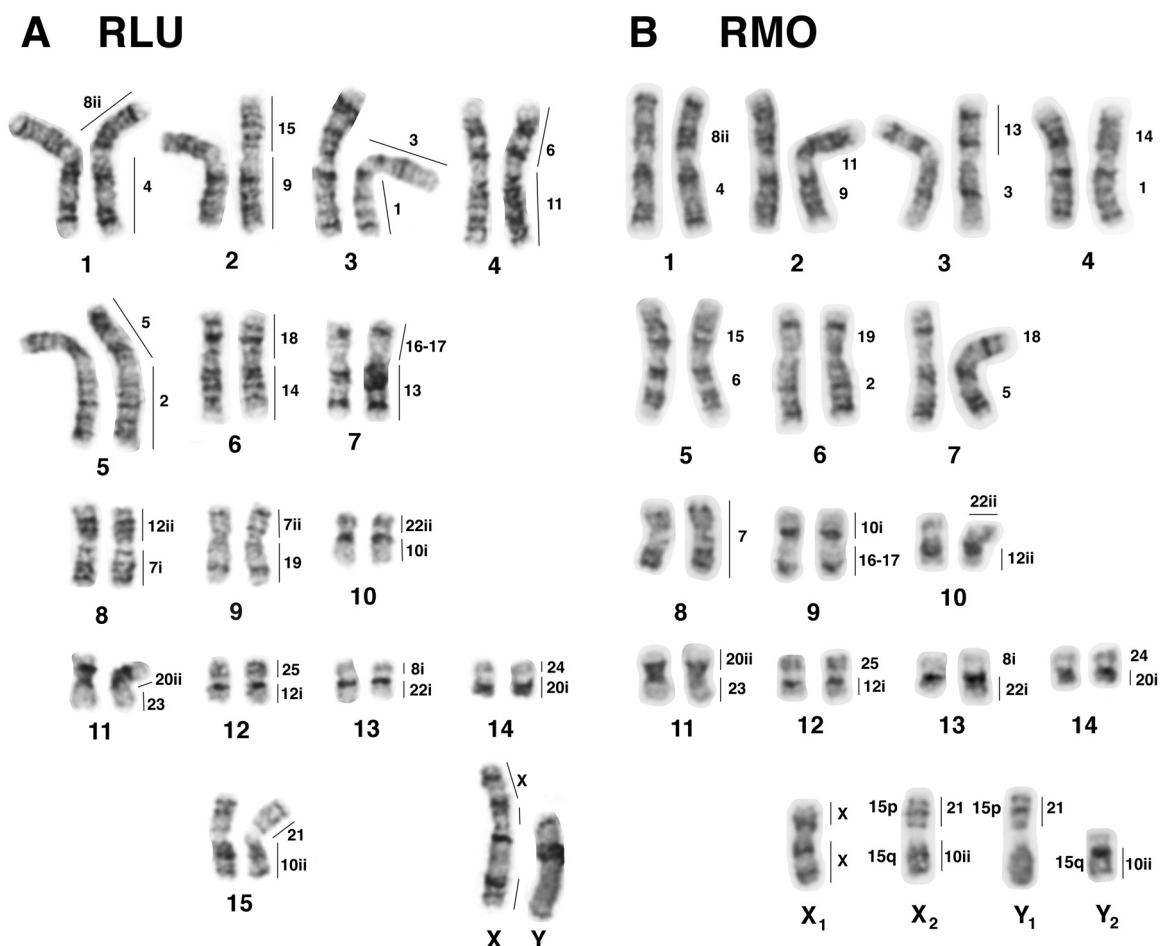 A RLU
8ii
4
1
15
9
2
3
1
3
6
11
4
5
2
5
18
14
6
16-17
13
7
12ii
7i
8
7ii
19
9
22ii
10i
10
20ii
23
11
25
12i
12
8i
22i
13
24
20i
14
21
10ii
15
X
X
Y
B RMO
8ii
4
1
11
9
2
13
3
3
14
1
4
15
6
5
19
2
6
18
5
7
7
8
10i
16-17
9
22ii
12ii
10
20ii
23
11
25
12i
12
8i
22i
13
24
20i
14
X
X
X1
15p 21
15q 10ii
X2
15p 21
Y1
15q 10ii
Y2